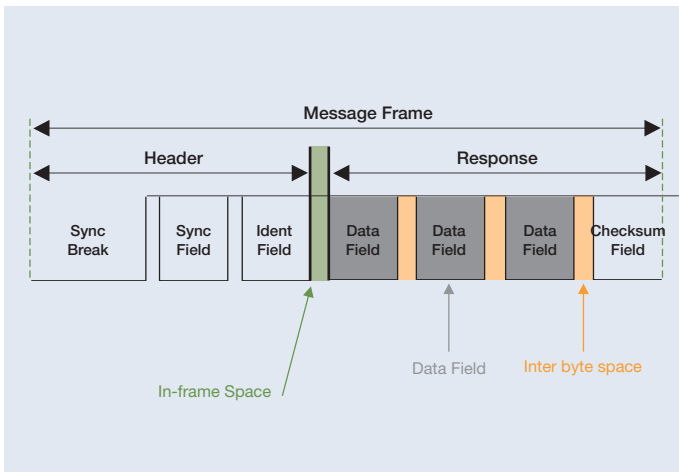 Message Frame
Header
Response
Sync
Break
Sync
Field
Ident
Field
Data
Field
Data
Field
Data
Field
Checksum
Field
Data Field
Inter byte space
In-frame Space